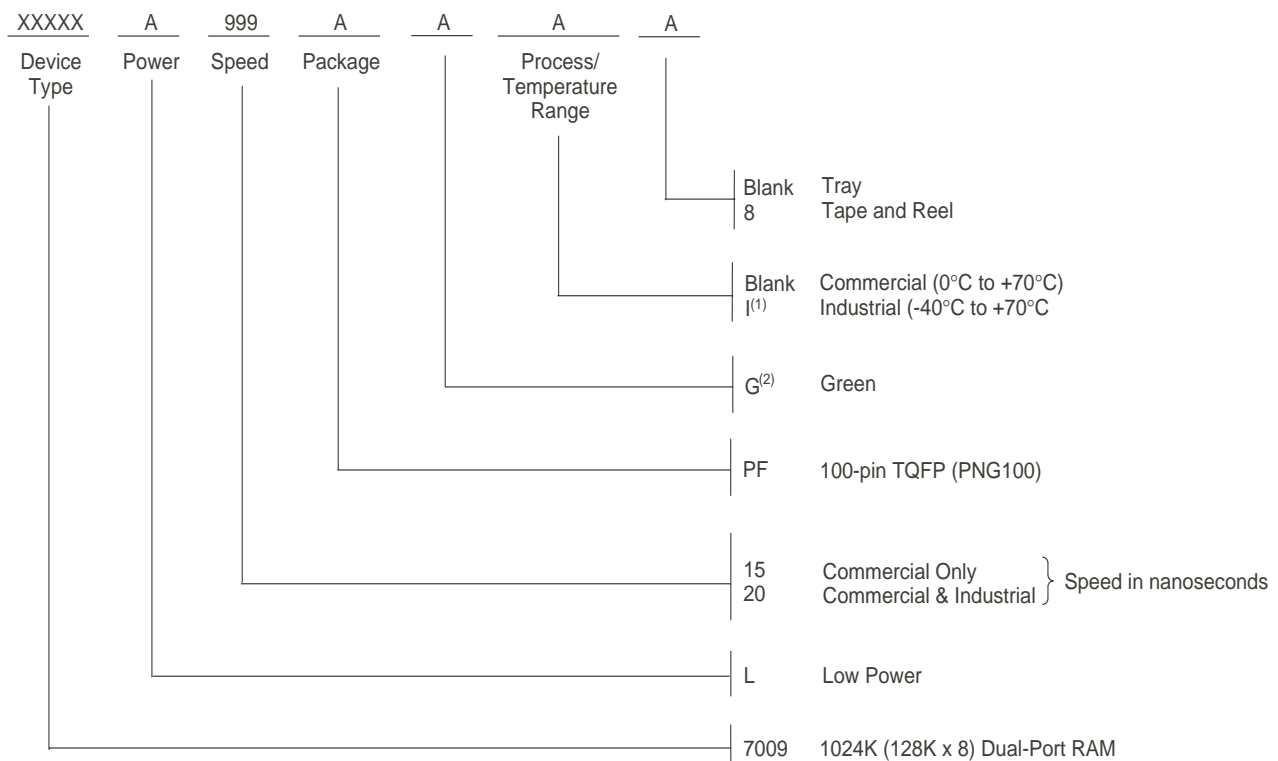 XXXXX A 999 A A A A
Device Type Power Speed Package Process/ Temperature Range
Blank Tray
8 Tape and Reel
Blank Commercial (0°C to +70°C)
I(1) Industrial (-40°C to +70°C
G(2) Green
PF 100-pin TQFP (PNG100)
15 Commercial Only
20 Commercial & Industrial
Speed in nanoseconds
L Low Power
7009 1024K (128K x 8) Dual-Port RAM